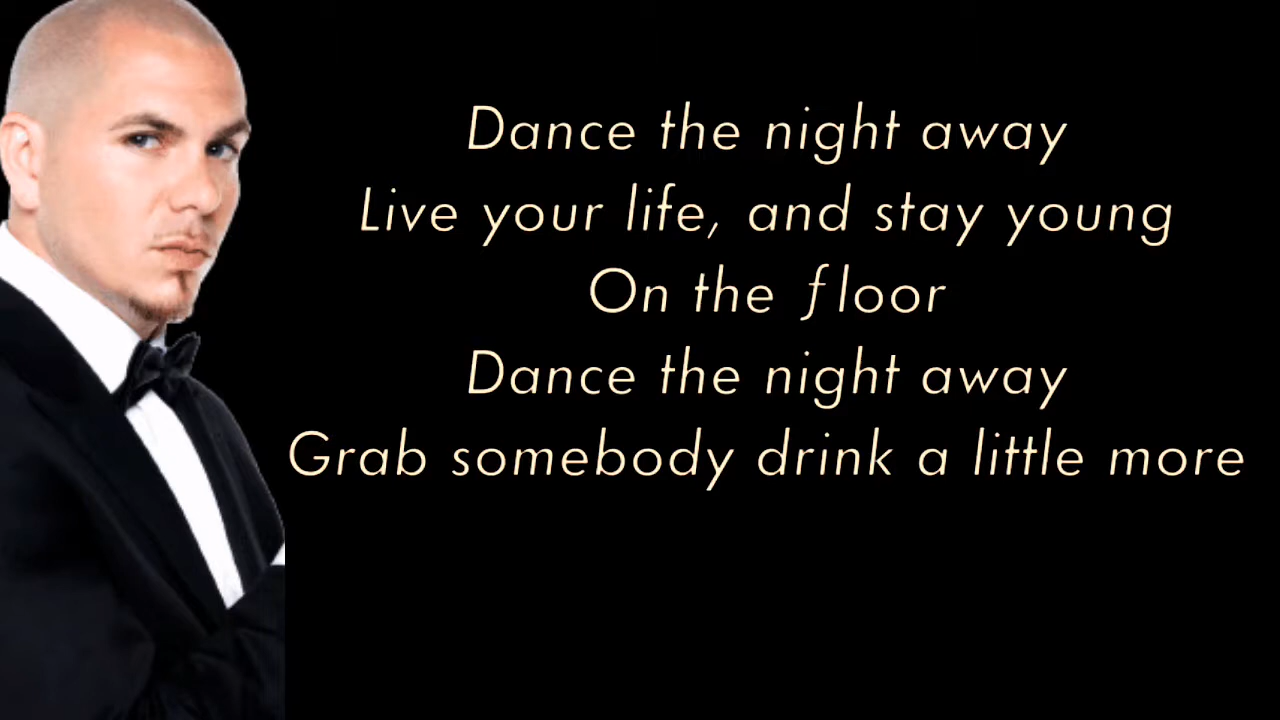 Dance the night away
Live your life, and stay young
On the floor
Dance the night away
Grab somebody drink a little more